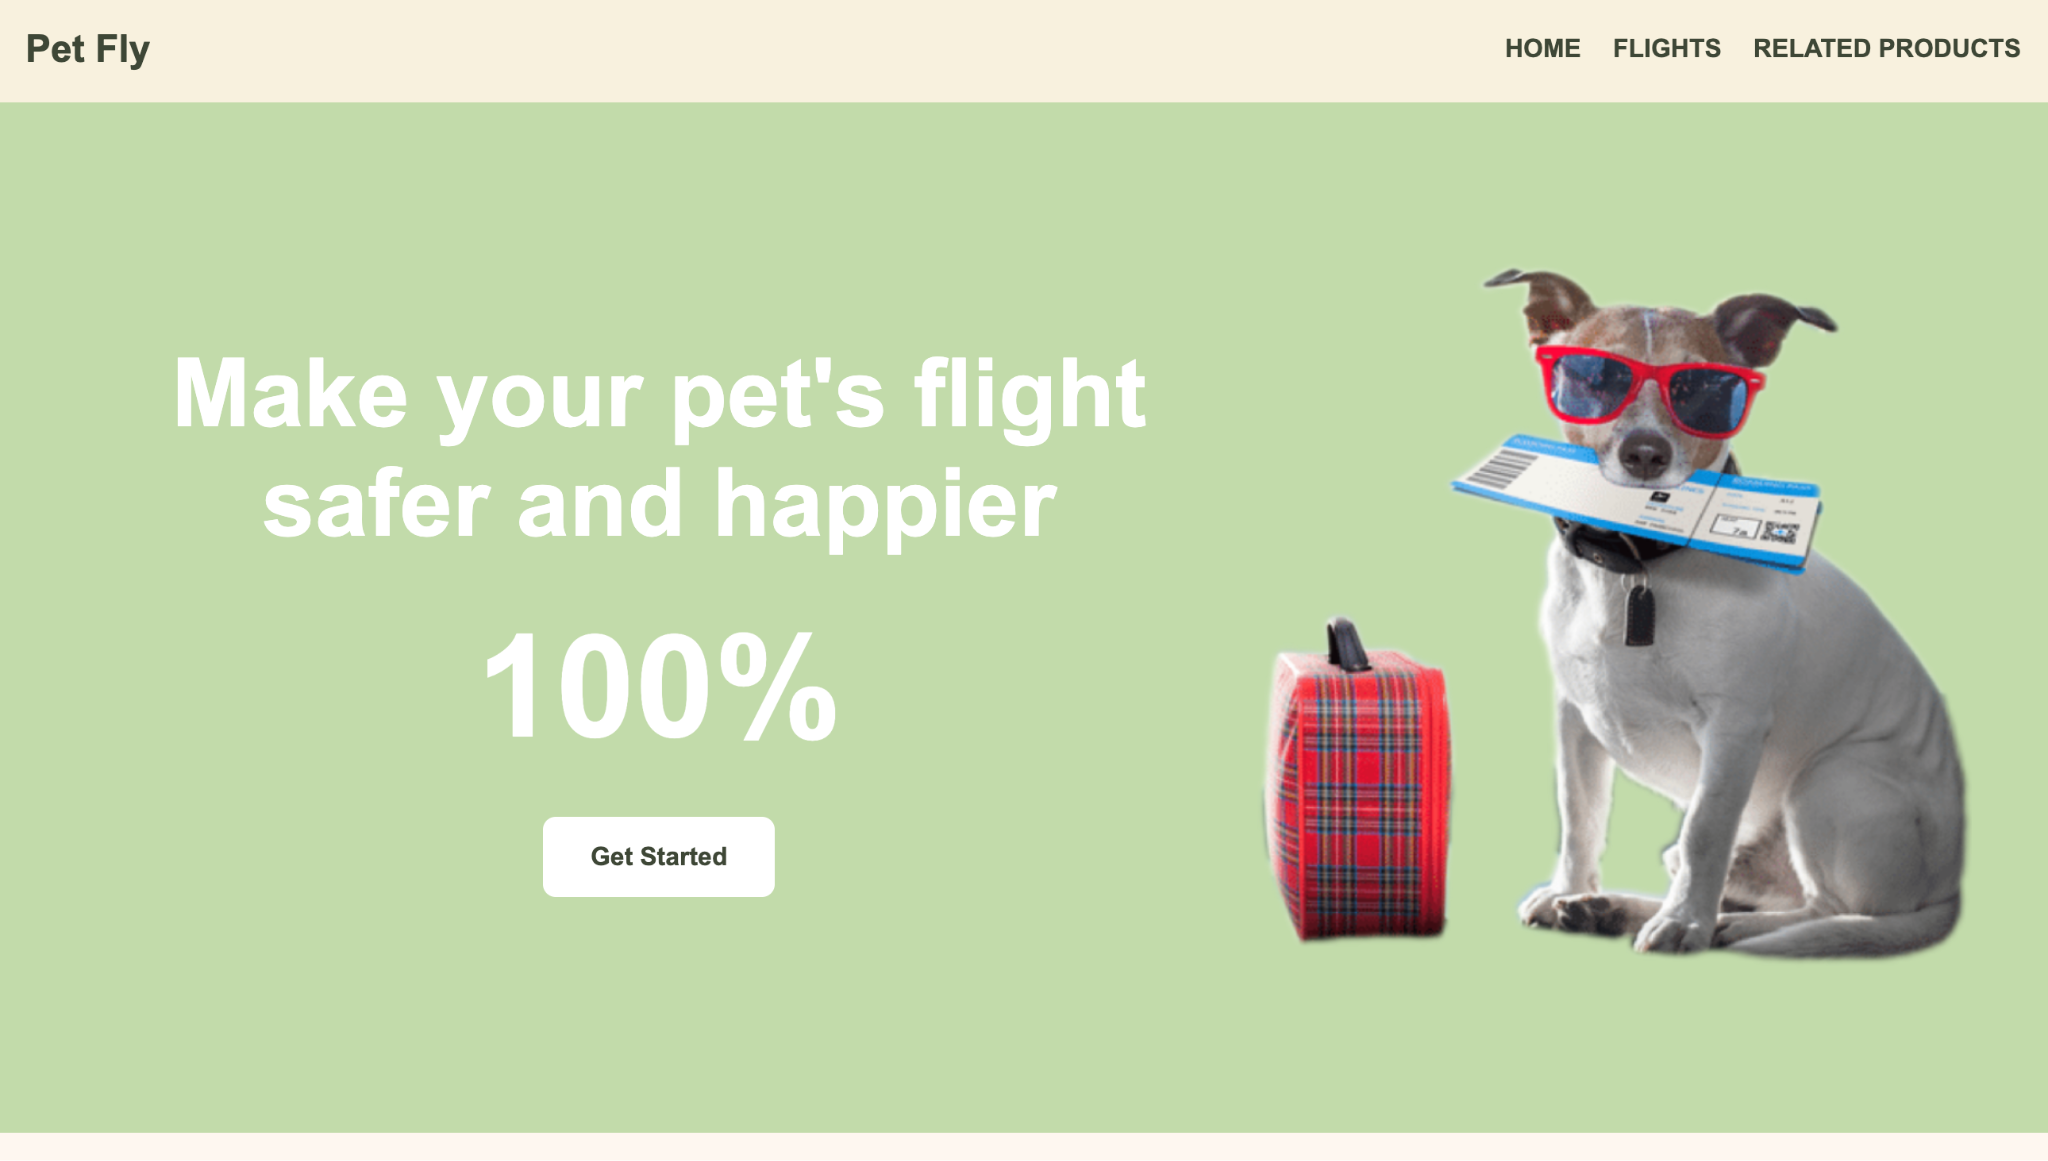 Pet Fly
HOME FLIGHTS RELATED PRODUCTS
Make your pet's flight
safer and happier
100%
Get Started